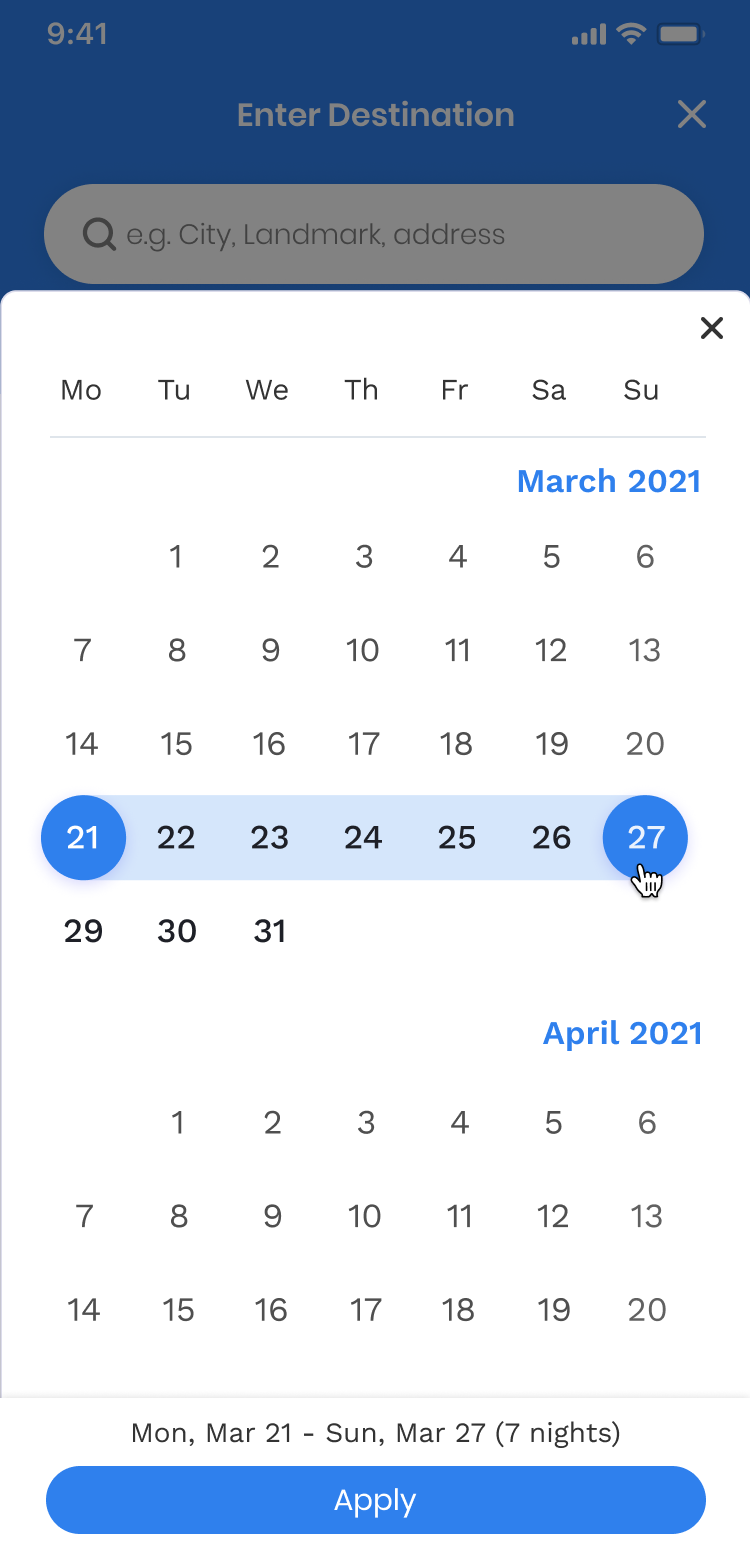 9:41
Enter Destination
e.g. City, Landmark, address
Mo Tu We Th Fr Sa Su
March 2021
1 2 3 4 5 6
7 8 9 10 11 12 13
14 15 16 17 18 19 20
21 22 23 24 25 26 27
29 30 31
April 2021
1 2 3 4 5 6
7 8 9 10 11 12 13
14 15 16 17 18 19 20
Mon, Mar 21 - Sun, Mar 27 (7 nights)
Apply